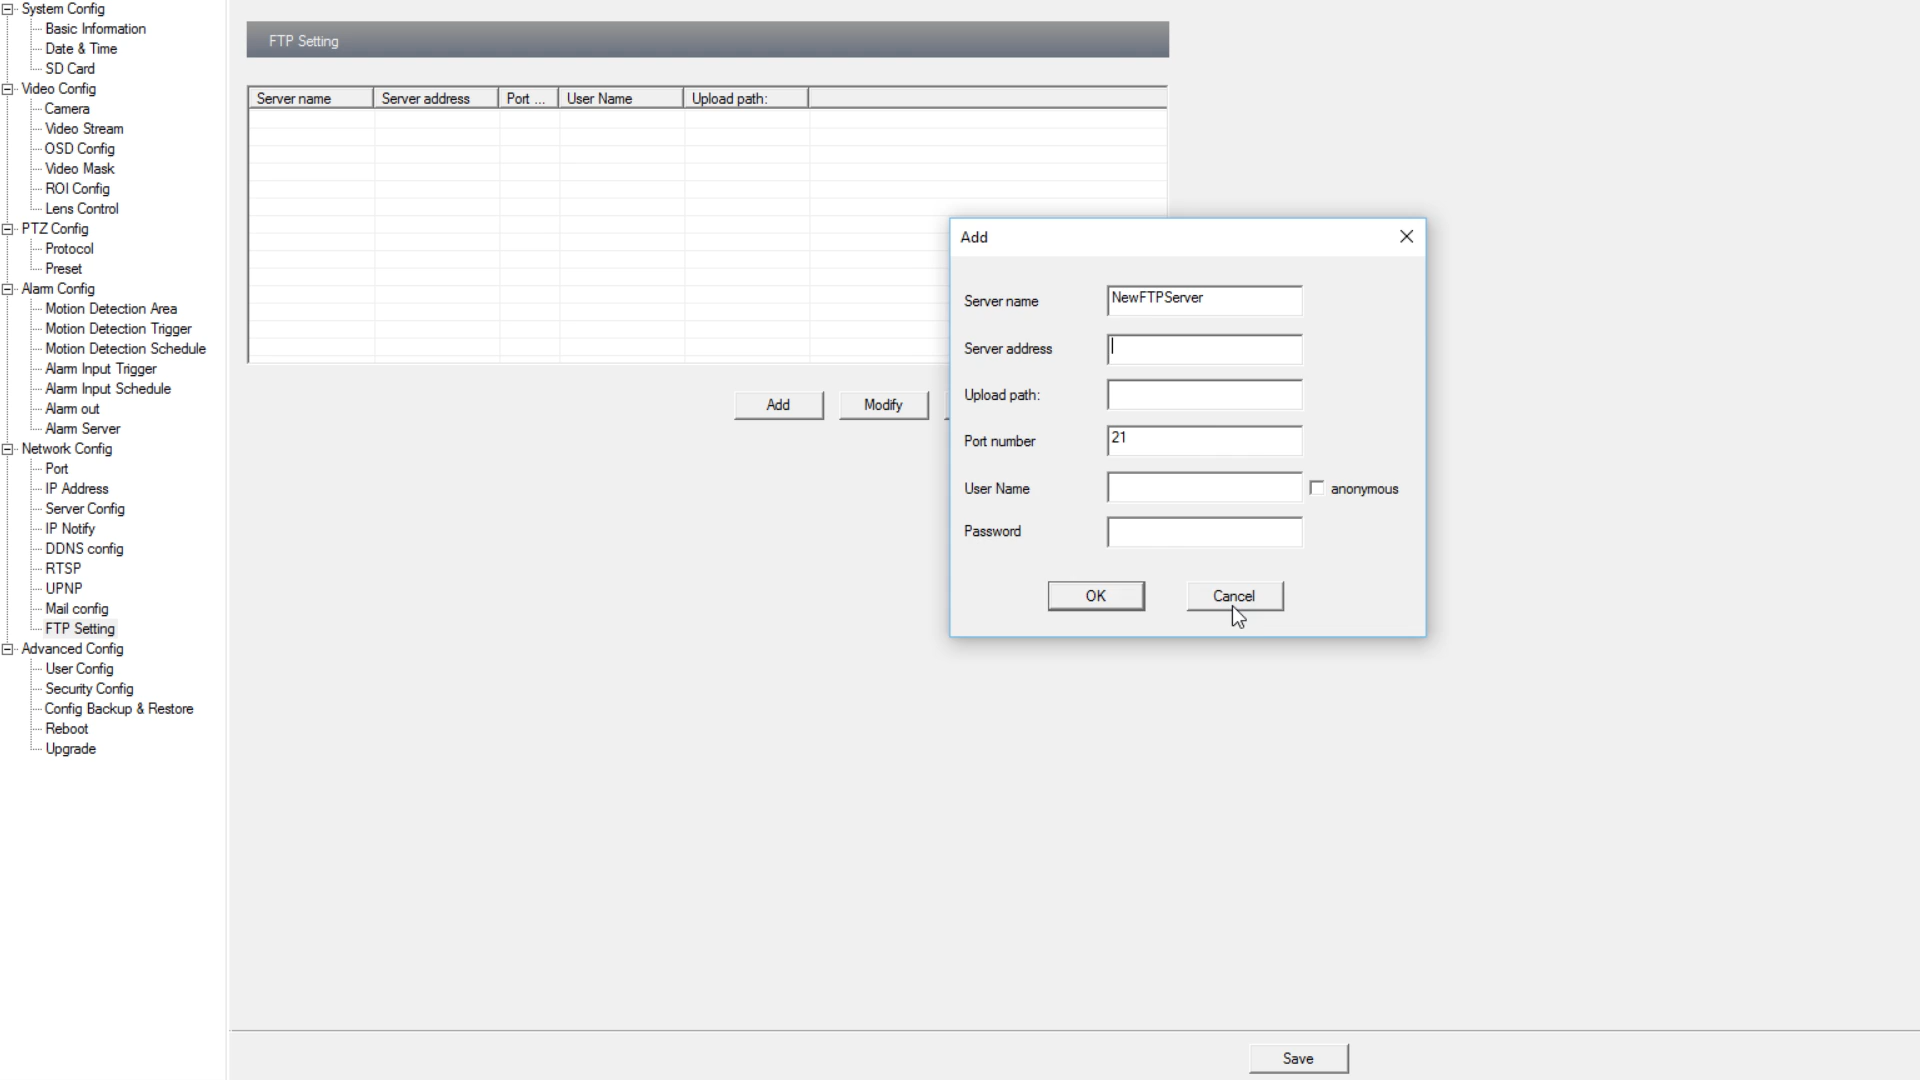 System Config
Basic Information
Date & Time
SD Card
Video Config
Camera
Video Stream
OSD Config
Video Mask
ROI Config
Lens Control
PTZ Config
Protocol
Preset
Alarm Config
Motion Detection Area
Motion Detection Trigger
Motion Detection Schedule
Alarm Input Trigger
Alarm Input Schedule
Alarm out
Alarm Server
Network Config
Port
IP Address
Server Config
IP Notify
DDNS config
RTSP
UPNP
Mail config
FTP Setting
Advanced Config
User Config
Security Config
Config Backup & Restore
Reboot
Upgrade
FTP Setting
Server name Server address Port ... User Name Upload path:
Add Modify
Add
Server name NewFTPServer
Server address
Upload path:
Port number 21
User Name anonymous
Password
OK Cancel
Save